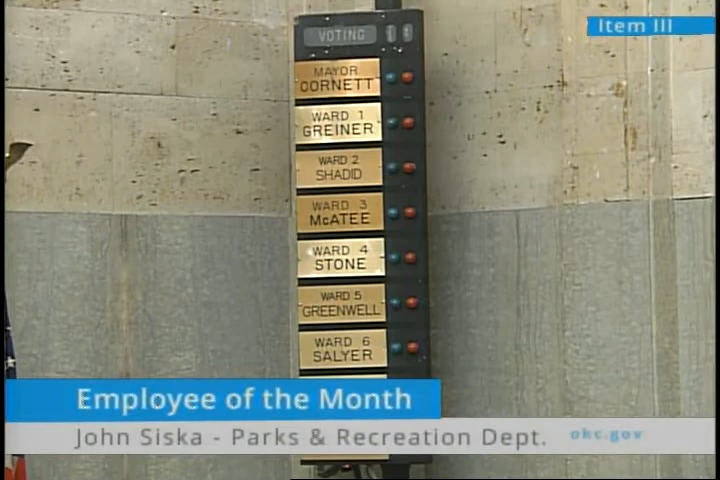 Item III
VOTING
MAYOR
CORNETT
WARD 1
GREINER
WARD 2
SHADID
WARD 3
McATEE
WARD 4
STONE
WARD 5
GREENWELL
WARD 6
SALYER
Employee of the Month
John Siska - Parks & Recreation Dept.
okc.gov